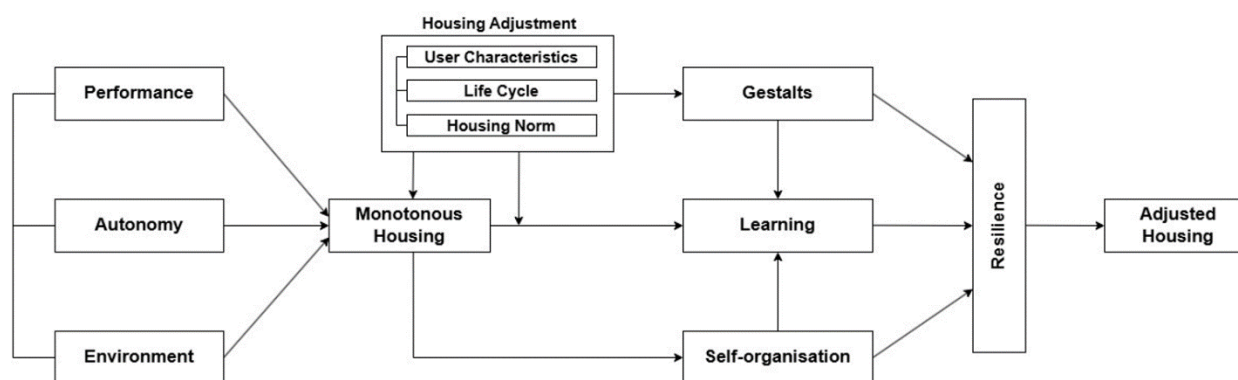 Housing Adjustment
User Characteristics
Life Cycle
Housing Norm
Performance
Autonomy
Environment
Monotonous
Housing
Gestalts
Learning
Self-organisation
Resilience
Adjusted
Housing